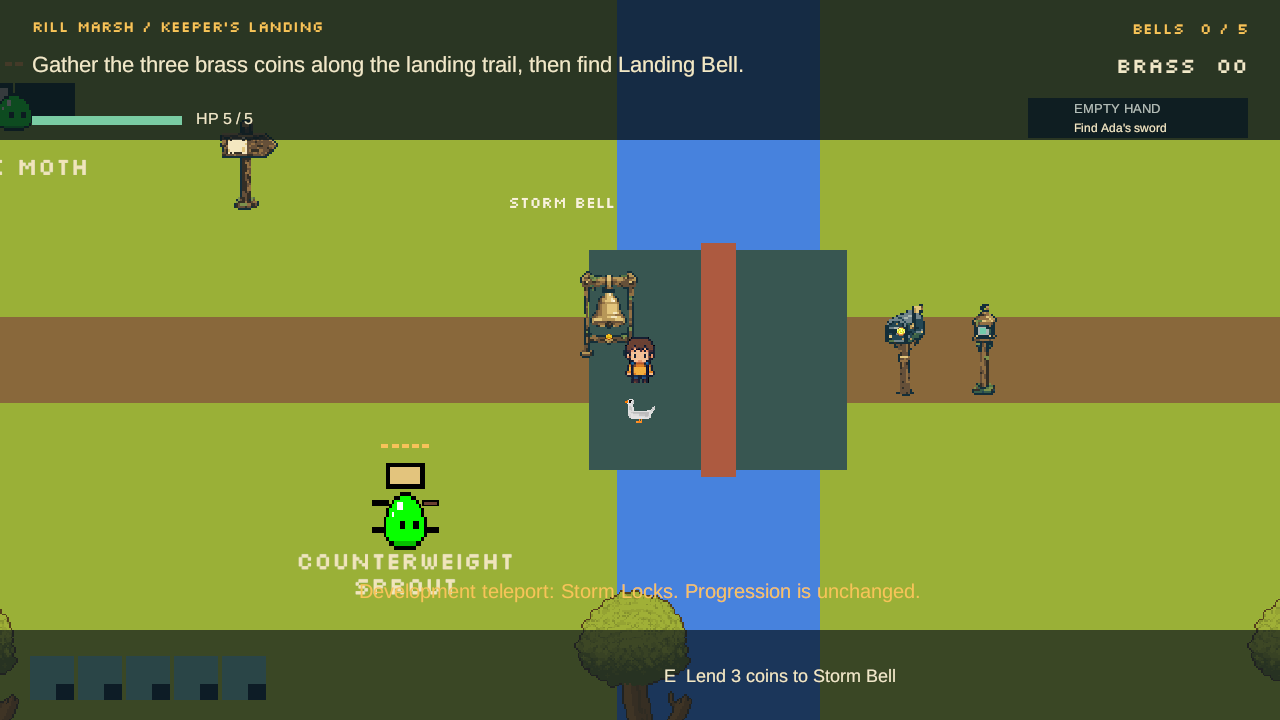 RILL MARSH / KEEPER'S LANDING
BELLS 0 / 5
Gather the three brass coins along the landing trail, then find Landing Bell.
BRASS 00
HP 5 / 5
EMPTY HAND
Find Ada's sword
MOTH
STORM BELL
COUNTERWEIGHT
SPROUT
Development teleport: Storm Locks. Progression is unchanged.
E Lend 3 coins to Storm Bell